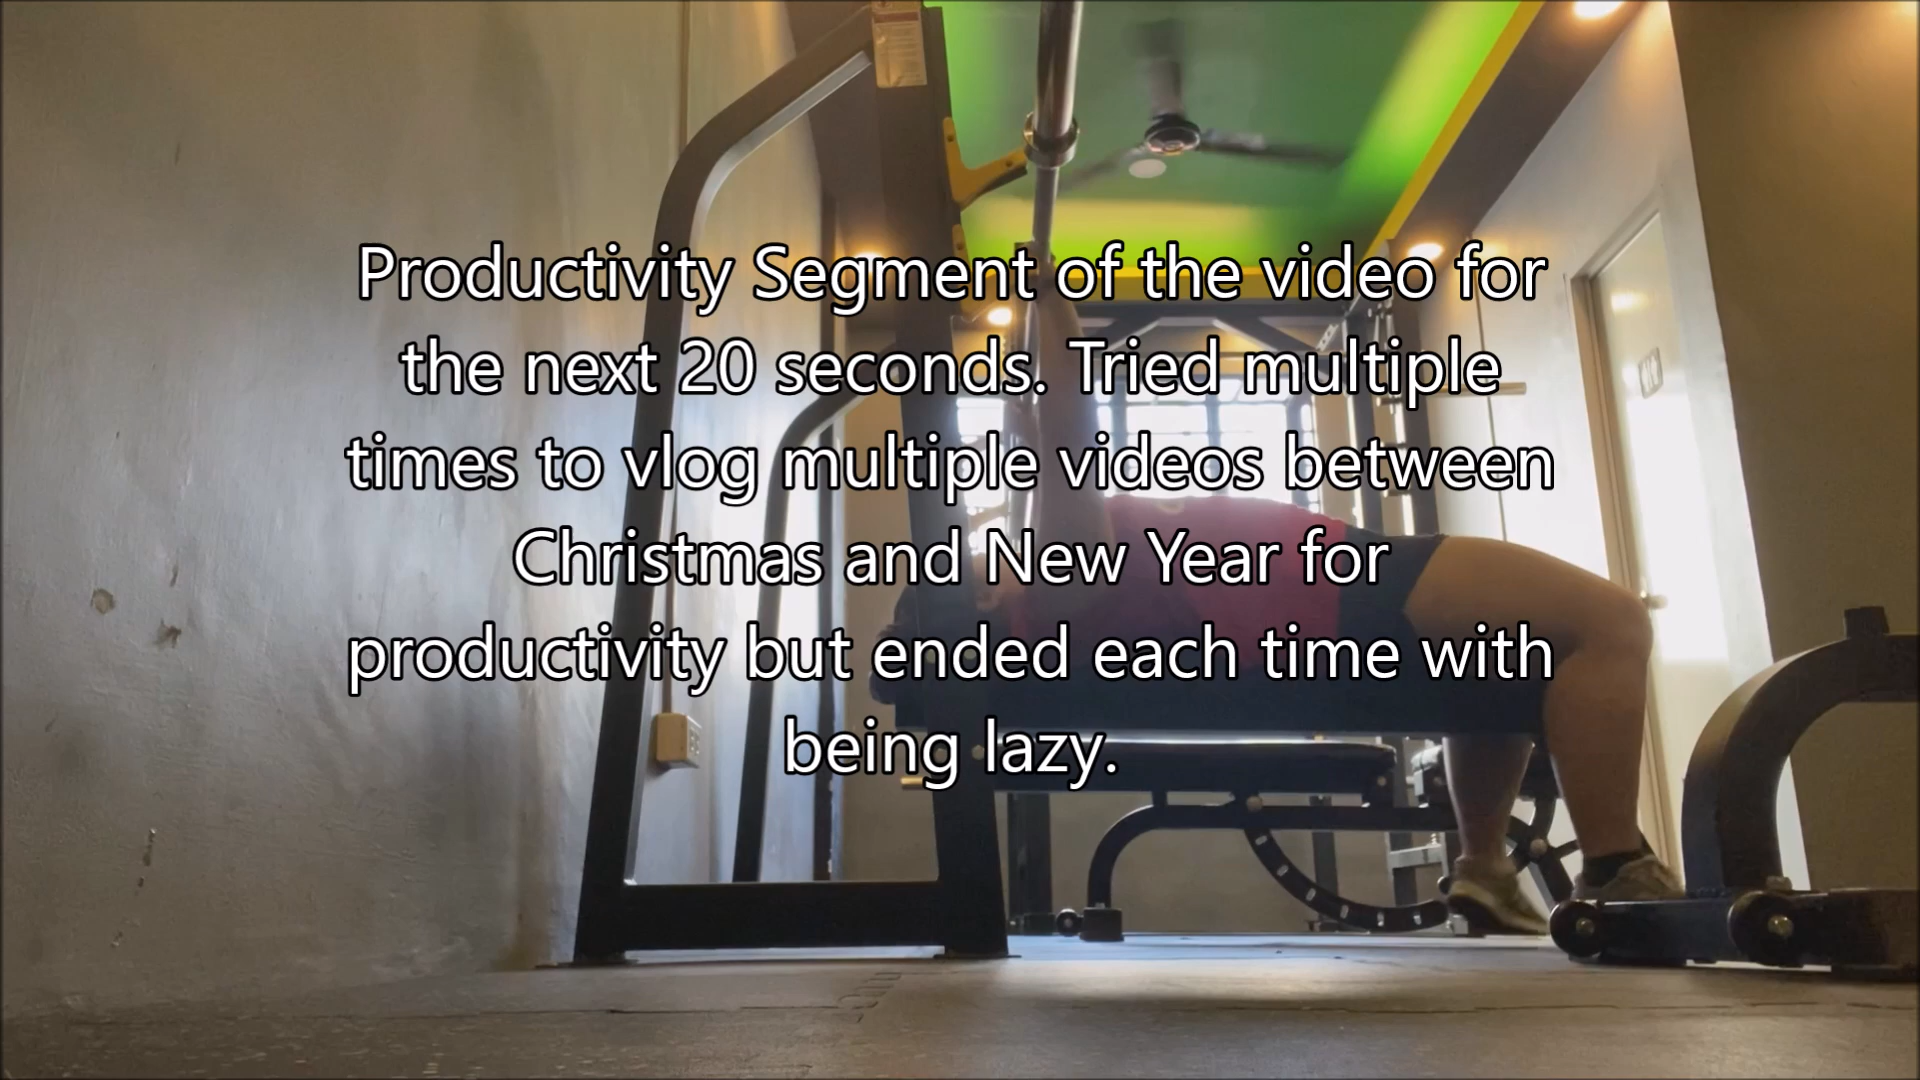 Productivity Segment of the video for
the next 20 seconds. Tried multiple
times to vlog multiple videos between
Christmas and New Year for
productivity but ended each time with
being lazy.